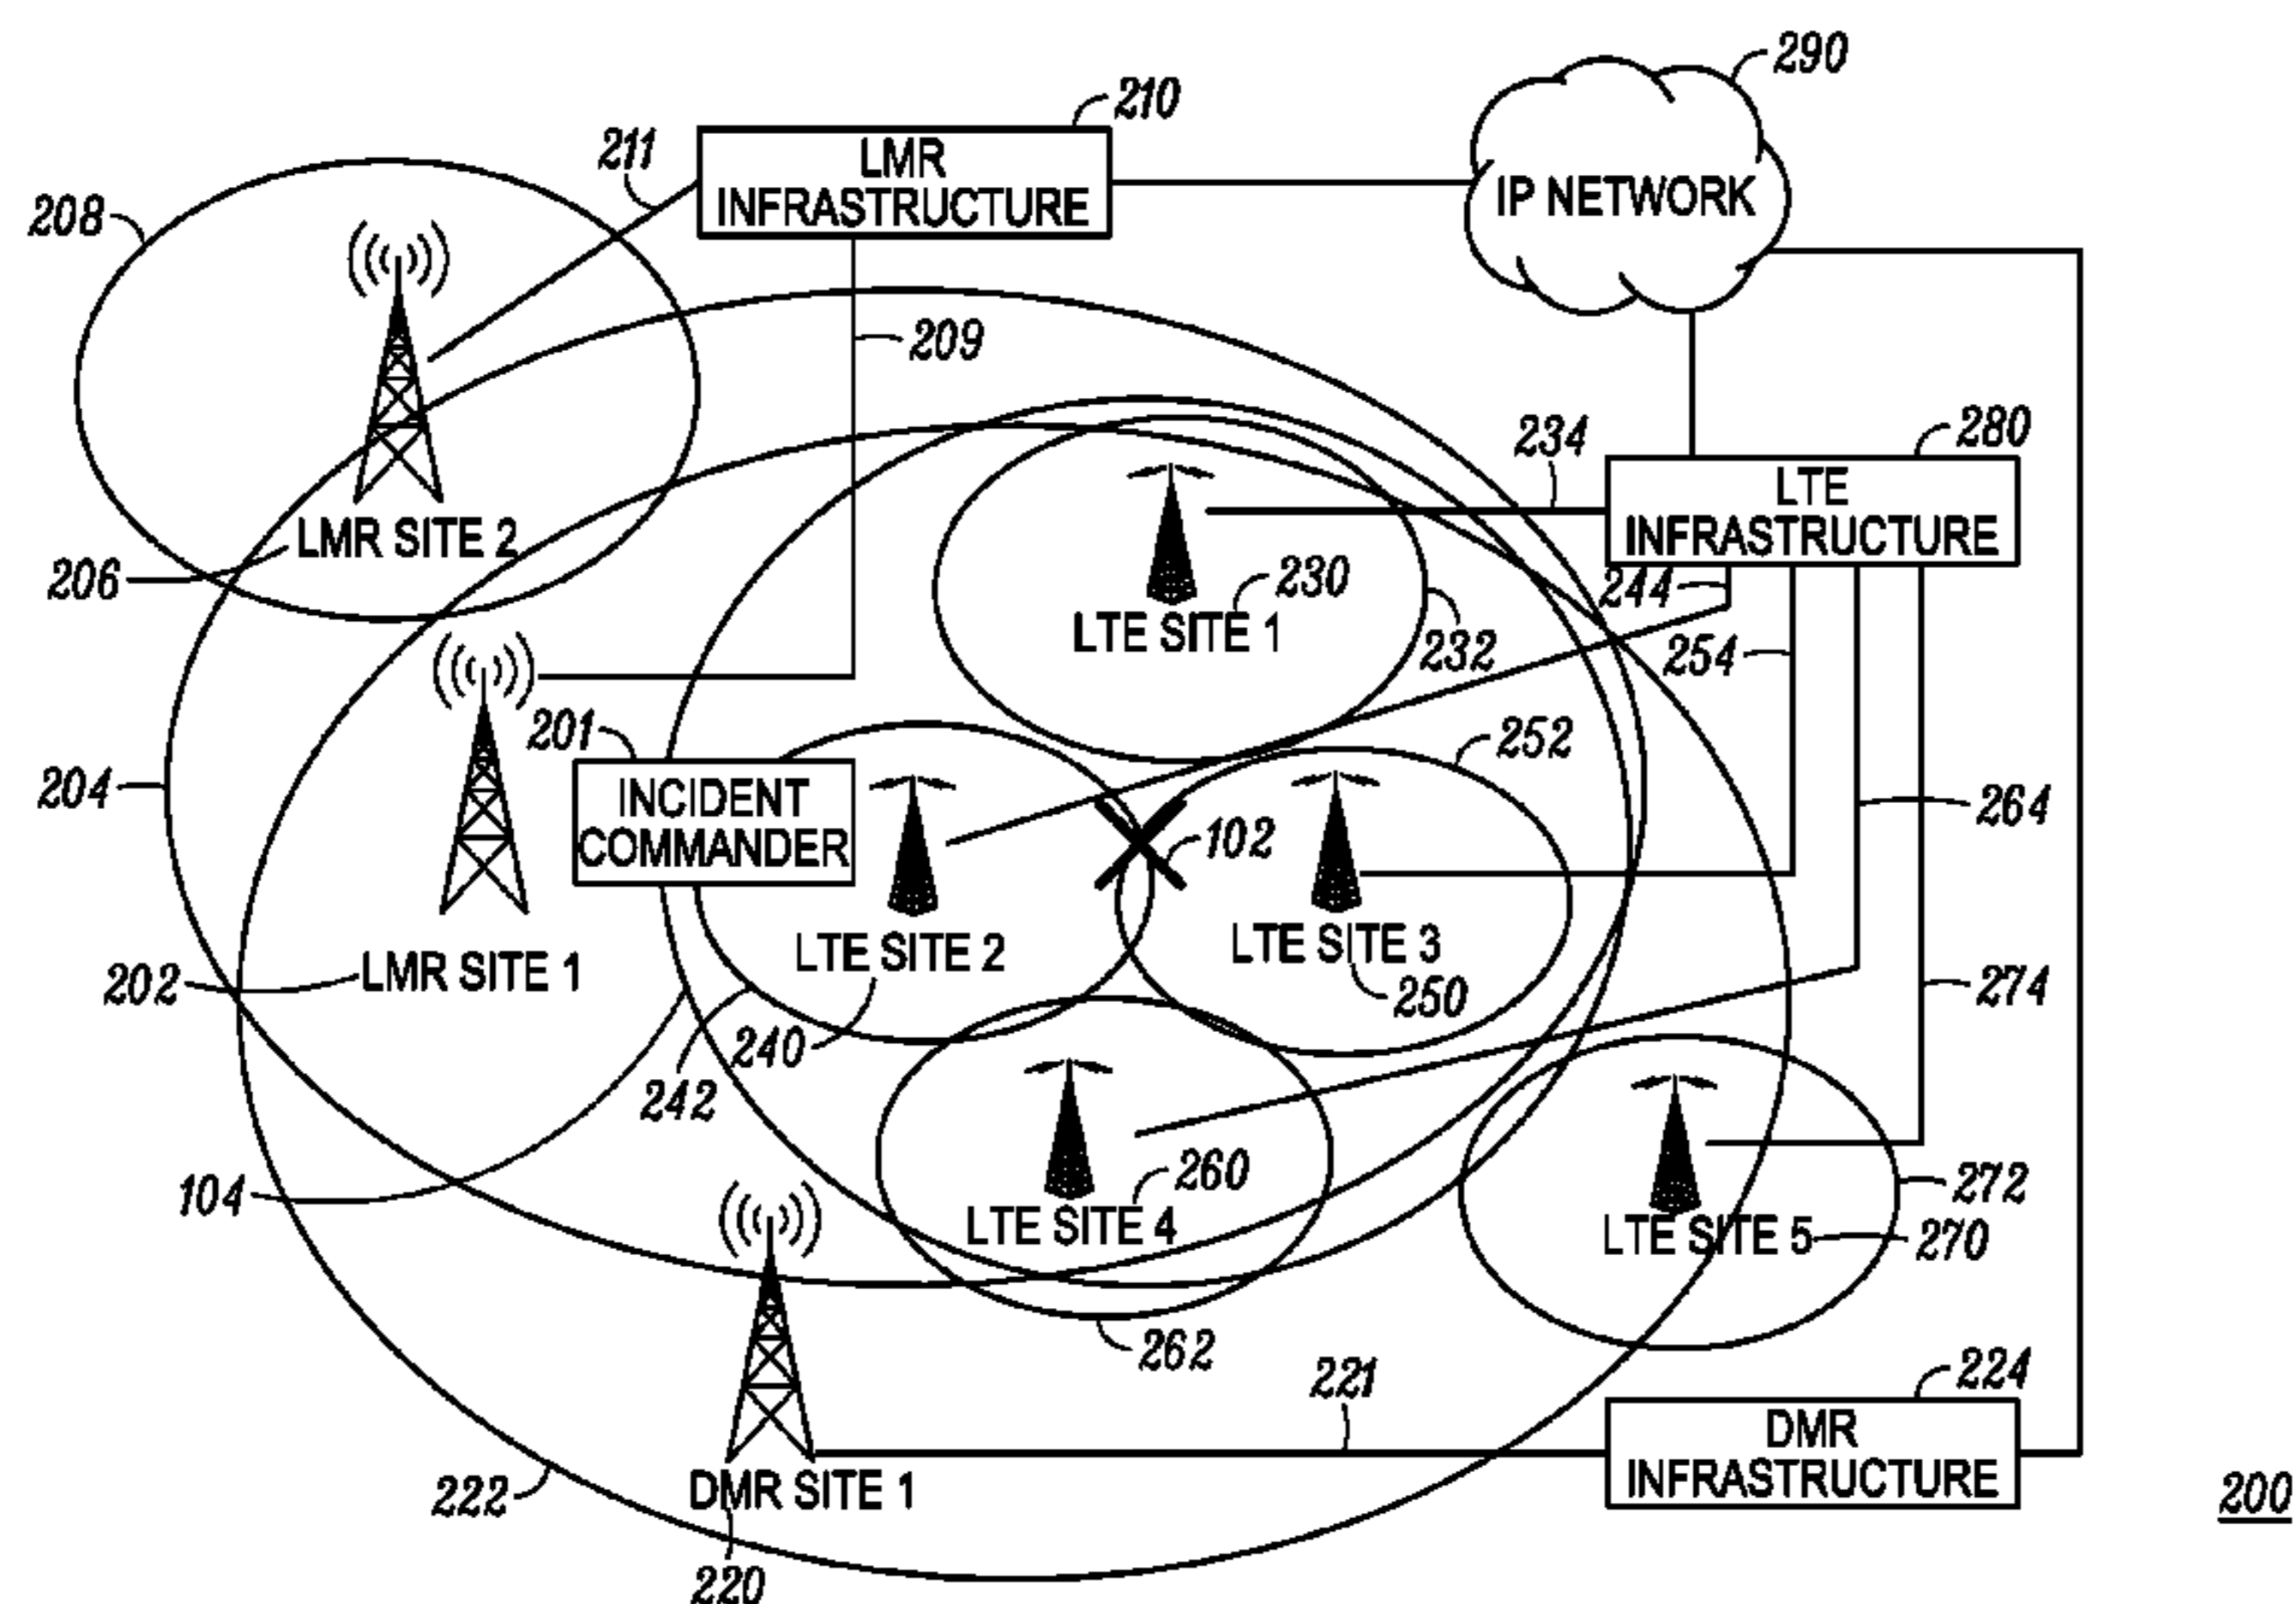 290
210
LMR
INFRASTRUCTURE
211
IP NETWORK
208
209
280
234
LTE
INFRASTRUCTURE
LMR SITE 2
206
244
230
LTE SITE 1
232
254
201
252
204
INCIDENT
COMMANDER
264
102
LTE SITE 2
LTE SITE 3
202
LMR SITE 1
250
274
240
242
104
260
272
LTE SITE 4
LTE SITE 5
270
262
221
224
DMR
INFRASTRUCTURE
222
DMR SITE 1
200
220